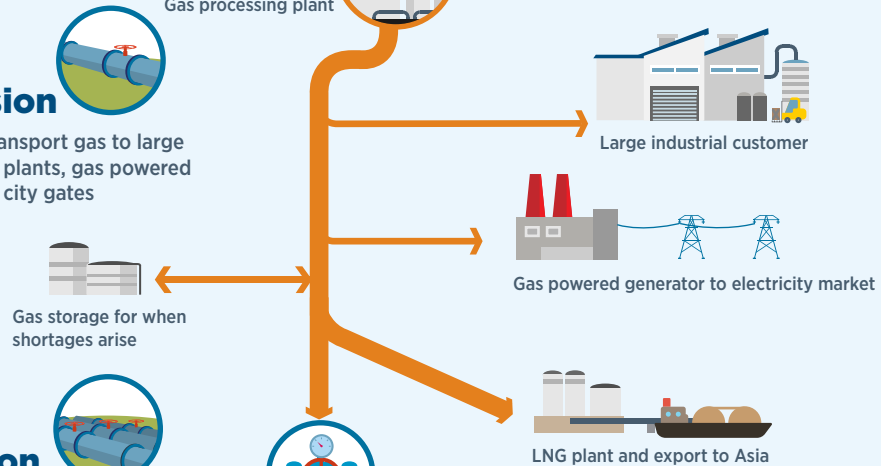 Gas processing plant
sion
ansport gas to large
plants, gas powered
city gates
Large industrial customer
Gas powered generator to electricity market
Gas storage for when
shortages arise
LNG plant and export to Asia
on